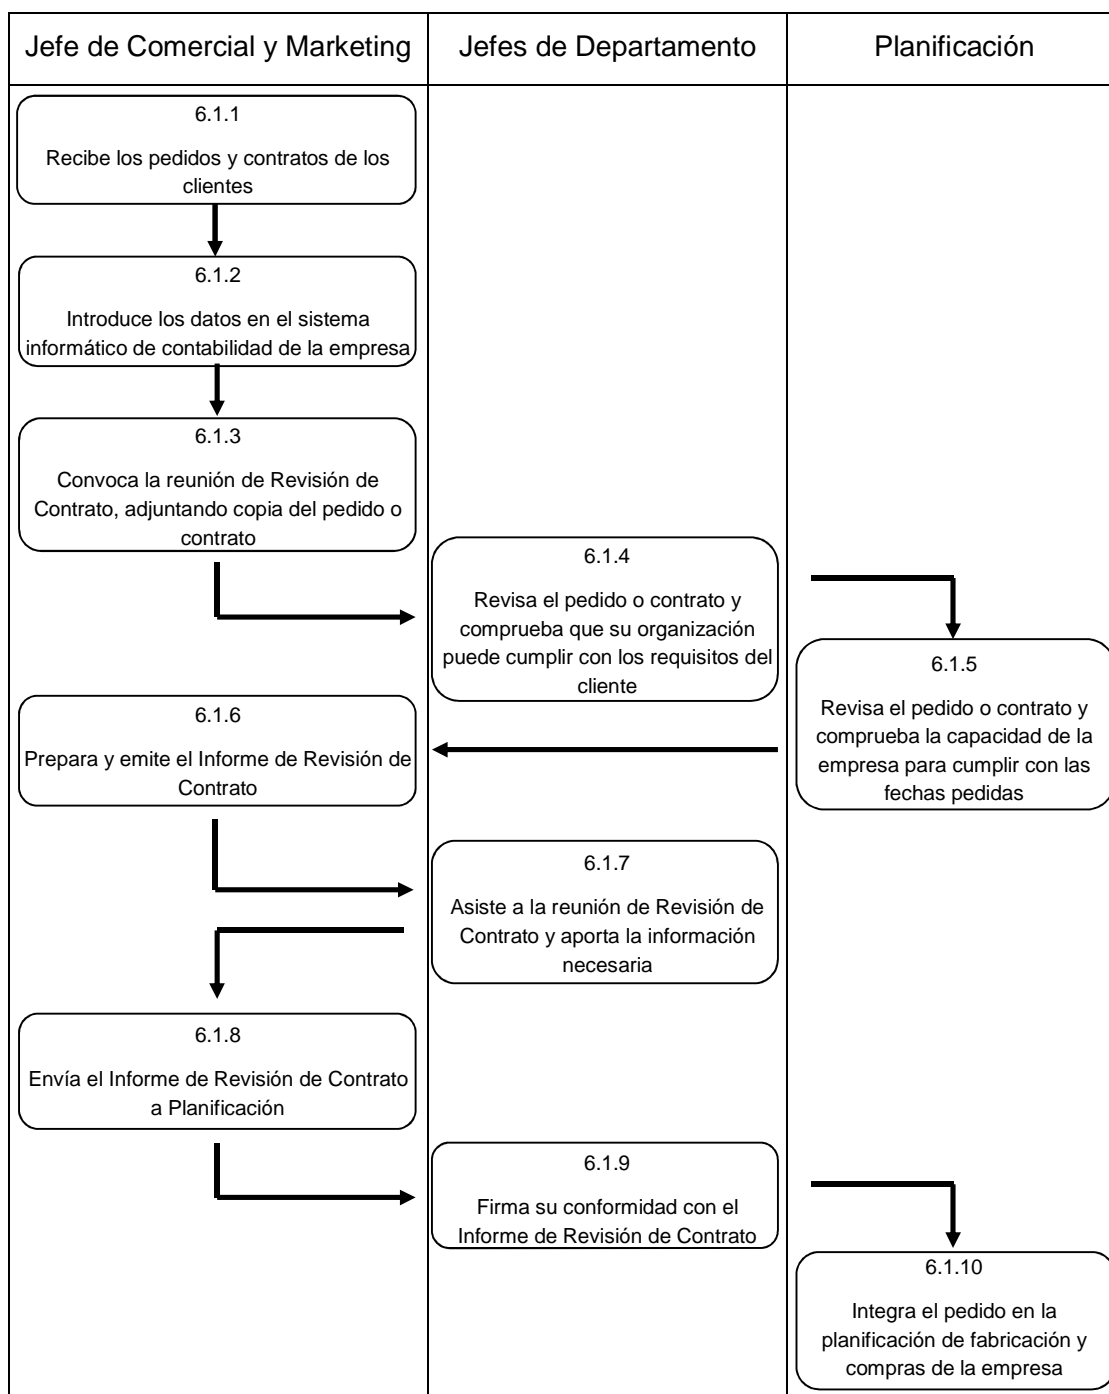 Jefe de Comercial y Marketing
Jefes de Departamento
Planificación
6.1.1
Recibe los pedidos y contratos de los
clientes
6.1.2
Introduce los datos en el sistema
informático de contabilidad de la empresa
6.1.3
Convoca la reunión de Revisión de
Contrato, adjuntando copia del pedido o
contrato
6.1.4
Revisa el pedido o contrato y
comprueba que su organización
puede cumplir con los requisitos del
cliente
6.1.5
Revisa el pedido o contrato y
comprueba la capacidad de la
empresa para cumplir con las
fechas pedidas
6.1.6
Prepara y emite el Informe de Revisión de
Contrato
6.1.7
Asiste a la reunión de Revisión de
Contrato y aporta la información
necesaria
6.1.8
Envía el Informe de Revisión de Contrato
a Planificación
6.1.9
Firma su conformidad con el
Informe de Revisión de Contrato
6.1.10
Integra el pedido en la
planificación de fabricación y
compras de la empresa